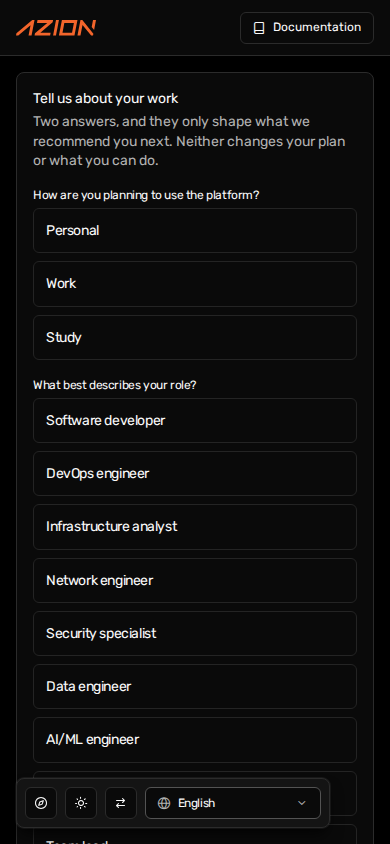 AZION
Documentation
Tell us about your work
Two answers, and they only shape what we
recommend you next. Neither changes your plan
or what you can do.
How are you planning to use the platform?
Personal
Work
Study
What best describes your role?
Software developer
DevOps engineer
Infrastructure analyst
Network engineer
Security specialist
Data engineer
AI/ML engineer
English
Team lead